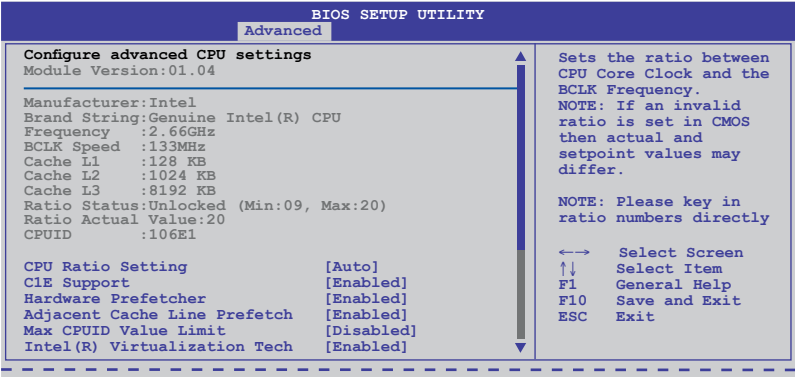 BIOS SETUP UTILITY
Advanced
Configure advanced CPU settings
Module Version:01.04
Manufacturer:Intel
Brand String:Genuine Intel(R) CPU
Frequency :2.66GHz
BCLK Speed :133MHz
Cache L1 :128 KB
Cache L2 :1024 KB
Cache L3 :8192 KB
Ratio Status:Unlocked (Min:09, Max:20)
Ratio Actual Value:20
CPUID :106E1
CPU Ratio Setting [Auto]
C1E Support [Enabled]
Hardware Prefetcher [Enabled]
Adjacent Cache Line Prefetch [Enabled]
Max CPUID Value Limit [Disabled]
Intel(R) Virtualization Tech [Enabled]
Sets the ratio between
CPU Core Clock and the
BCLK Frequency.
NOTE: If an invalid
ratio is set in CMOS
then actual and
setpoint values may
differ.
NOTE: Please key in
ratio numbers directly
←→ Select Screen
↑↓ Select Item
F1 General Help
F10 Save and Exit
ESC Exit